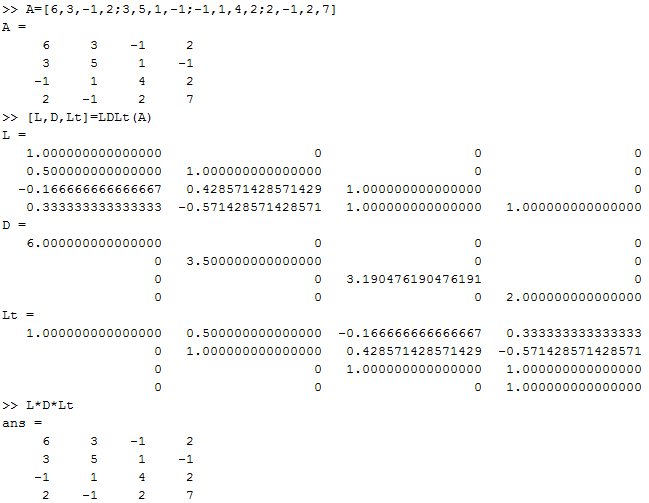 >> A=[6,3,-1,2;3,5,1,-1;-1,1,4,2;2,-1,2,7]
A =
6 3 -1 2
3 5 1 -1
-1 1 4 2
2 -1 2 7
>> [L,D,Lt]=LDLt(A)
L =
1.000000000000000 0 0 0
0.500000000000000 1.000000000000000 0 0
-0.166666666666667 0.428571428571429 1.000000000000000 0
0.333333333333333 -0.571428571428571 1.000000000000000 1.000000000000000
D =
6.000000000000000 0 0 0
0 3.500000000000000 0 0
0 0 3.190476190476191 0
0 0 0 2.000000000000000
Lt =
1.000000000000000 0.500000000000000 -0.166666666666667 0.333333333333333
0 1.000000000000000 0.428571428571429 -0.571428571428571
0 0 1.000000000000000 1.000000000000000
0 0 0 1.000000000000000
>> L*D*Lt
ans =
6 3 -1 2
3 5 1 -1
-1 1 4 2
2 -1 2 7